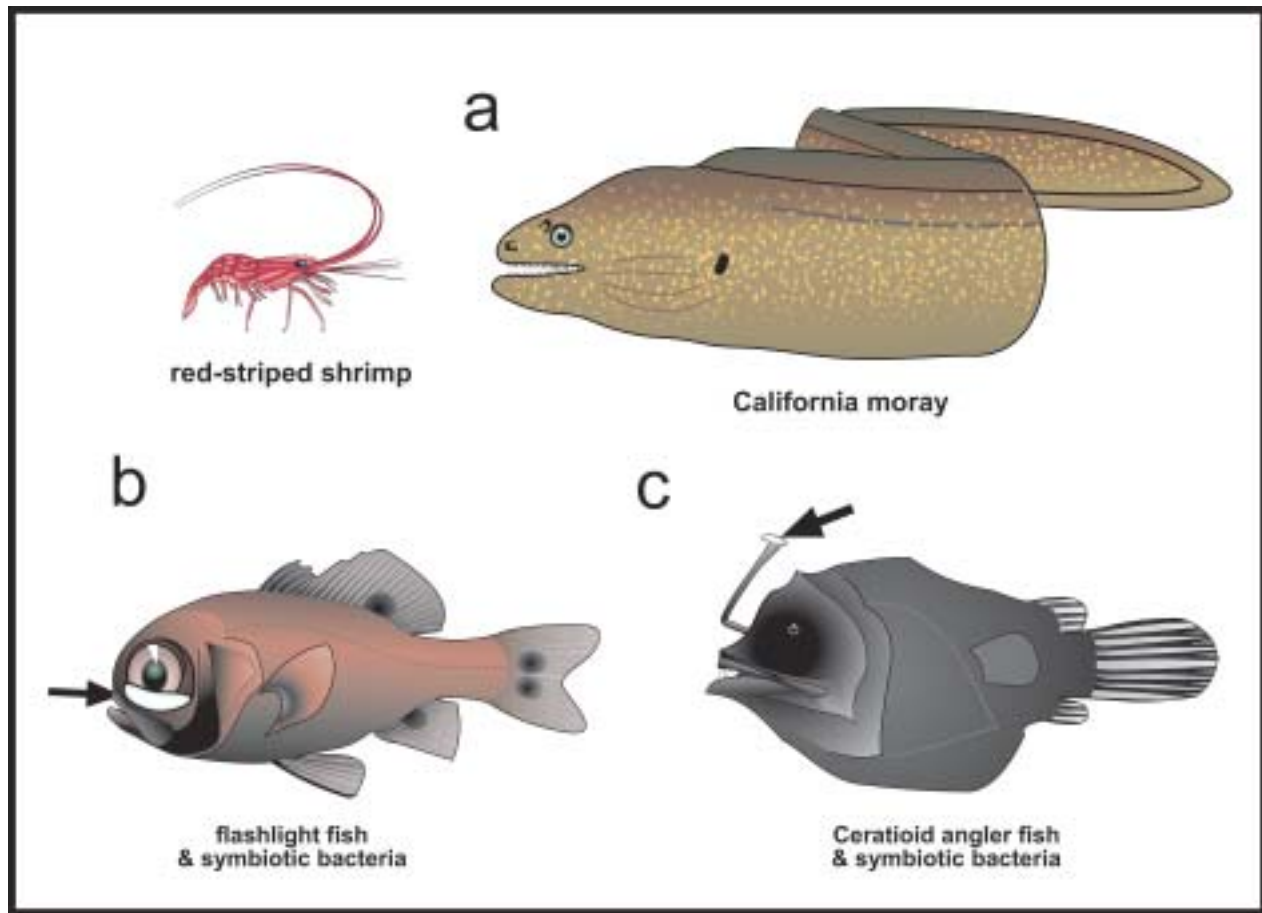 a
red-striped shrimp
California moray
b
c
flashlight fish
& symbiotic bacteria
Ceratioid angler fish
& symbiotic bacteria